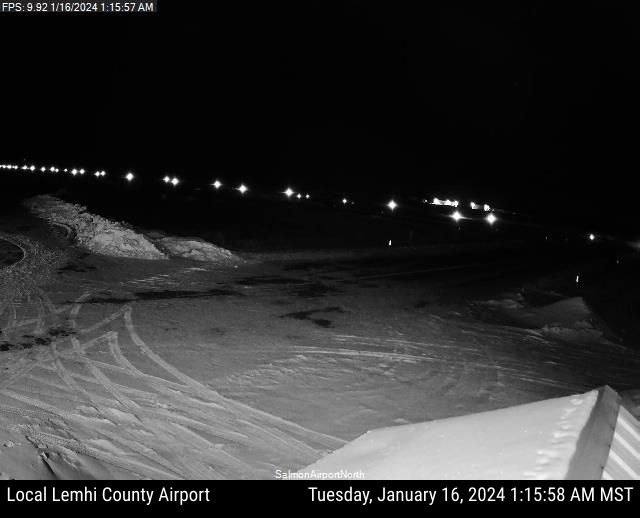 FPS: 9.92 1/16/2024 1:15:57 AM
SalmonAirportNorth
Local Lemhi County Airport Tuesday, January 16, 2024 1:15:58 AM MST